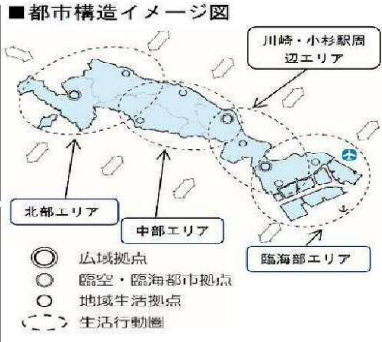 ■都市構造イメージ図
川崎・小杉駅周
辺エリア
北部エリア
中部エリア
臨海部エリア
広域拠点
臨空・臨海都市拠点
地域生活拠点
生活行動圏